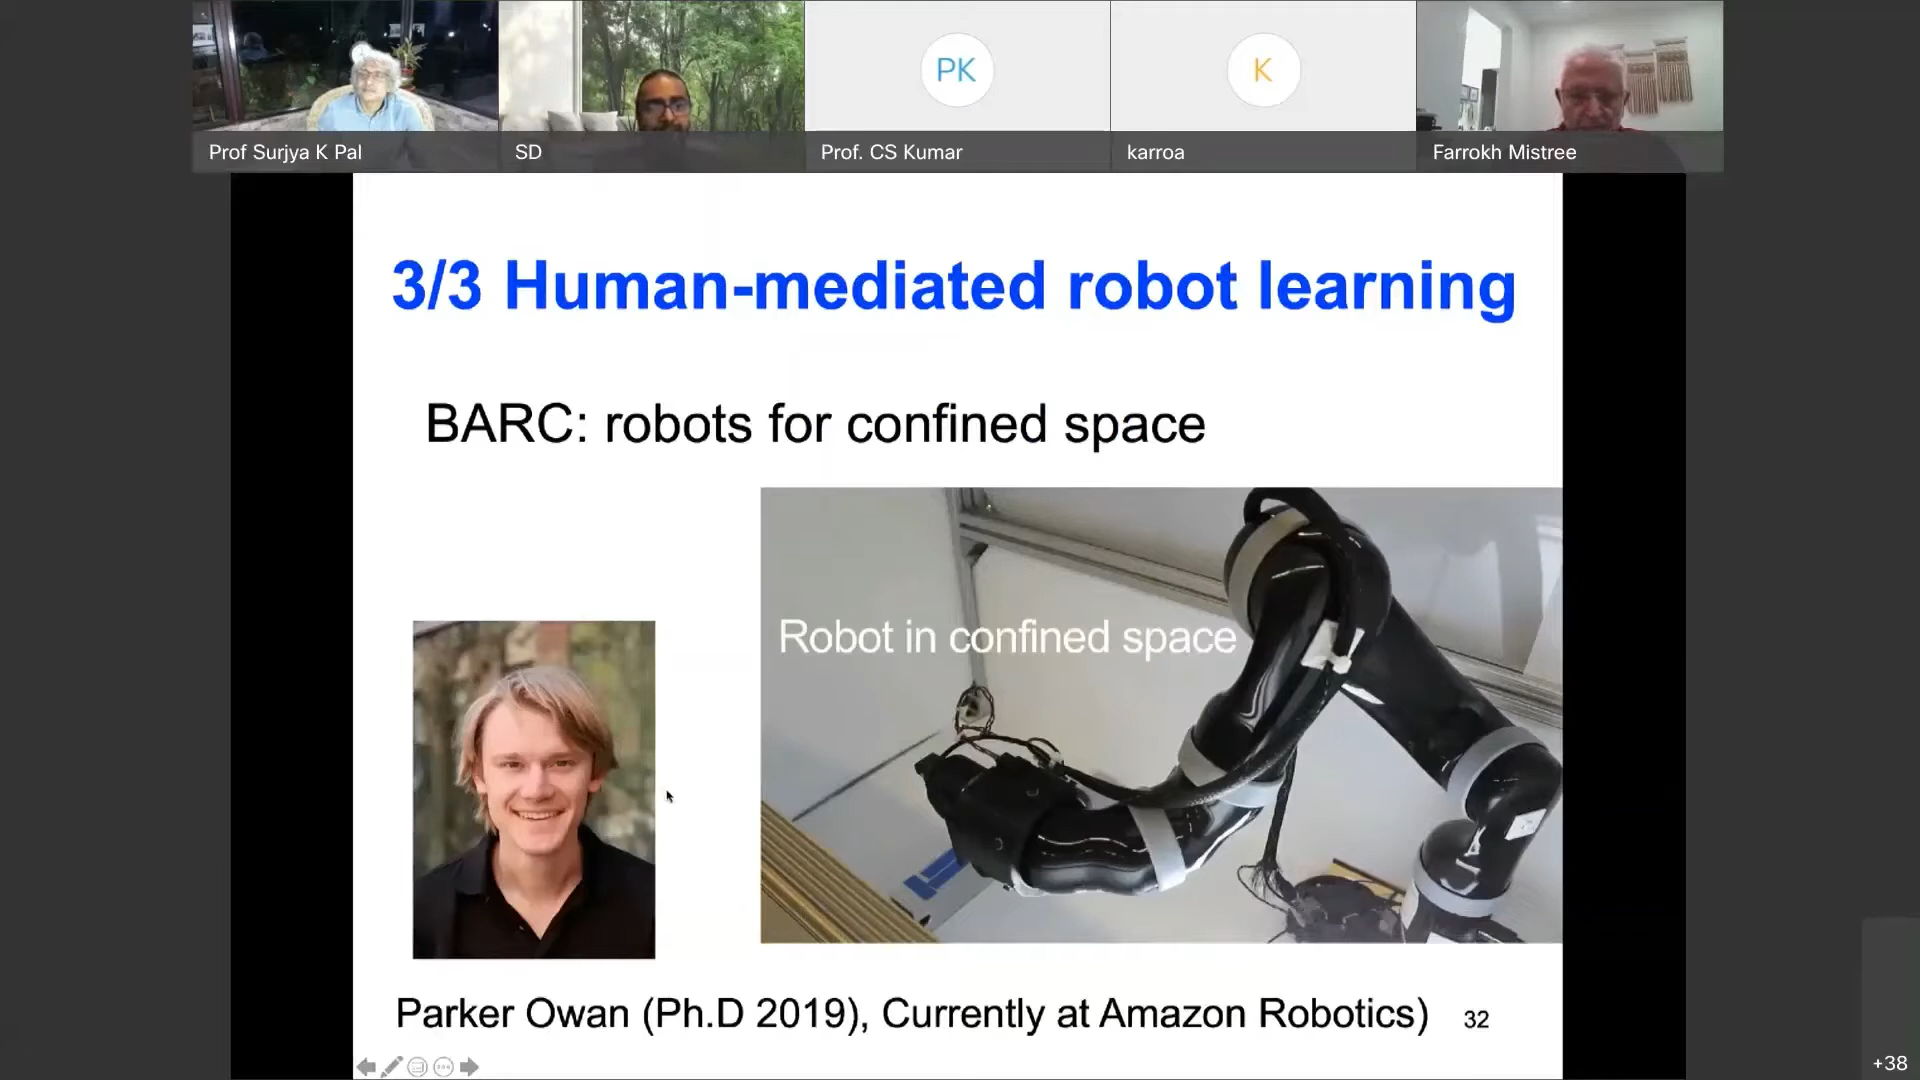 PK
K
Prof Surjya K Pal
SD
Prof. CS Kumar
karroa
Farrokh Mistree
3/3 Human-mediated robot learning
BARC: robots for confined space
Robot in confined space
Parker Owan (Ph.D 2019), Currently at Amazon Robotics)
32
+38